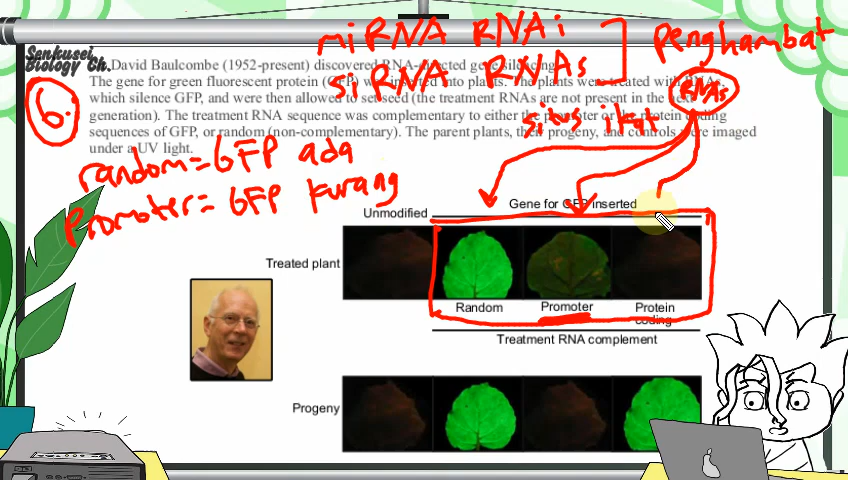 miRNA RNAi
siRNA RNAs
penghambat
Senkusei
Biology Ch.
David Baulcombe (1952-present) discovered RNA-directed gene silencing.
The gene for green fluorescent protein (GFP) was inserted into plants. The plants were treated with RNAs,
which silence GFP, and were then allowed to set seed (the treatment RNAs are not present in the next
generation). The treatment RNA sequence was complementary to either the promoter or the protein coding
sequences of GFP, or random (non-complementary). The parent plants, their progeny, and controls were imaged
under a UV light.
6.
RNAs
situs ikat
random=GFP ada
Promoter= GFP kurang
Gene for GFP inserted
Unmodified
Treated plant
Random
Promoter
Protein
coding
Treatment RNA complement
Progeny